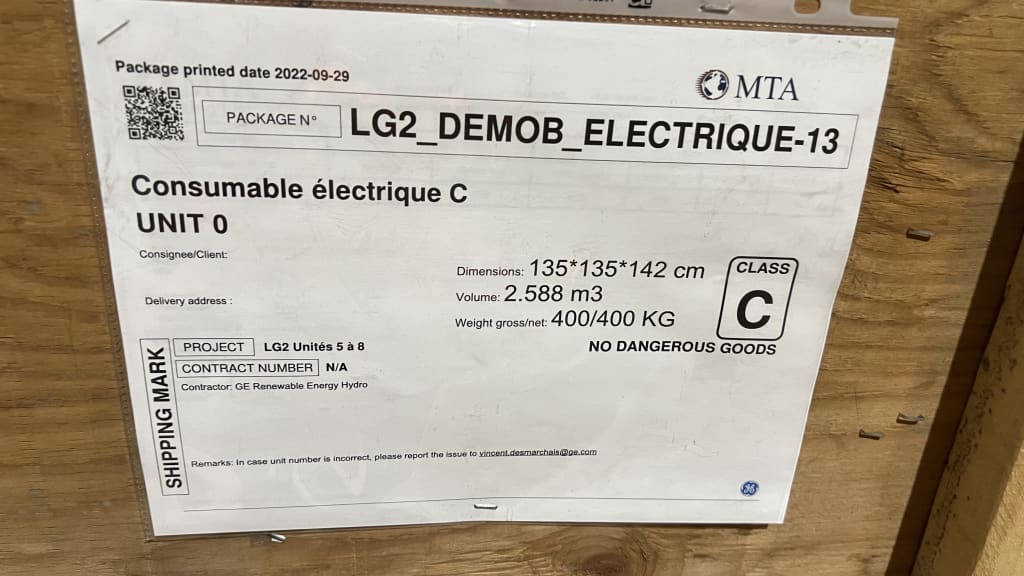 Package printed date 2022-09-29
MTA
PACKAGE N° LG2_DEMOB_ELECTRIQUE-13
Consumable électrique C
UNIT 0
Consignee/Client:
Dimensions: 135*135*142 cm
CLASS
C
Delivery address :
Volume: 2.588 m3
Weight gross/net: 400/400 KG
NO DANGEROUS GOODS
SHIPPING MARK
PROJECT LG2 Unités 5 à 8
CONTRACT NUMBER N/A
Contractor: GE Renewable Energy Hydro
Remarks: In case unit number is incorrect, please report the issue to vincent.desmarchais@ge.com
GE